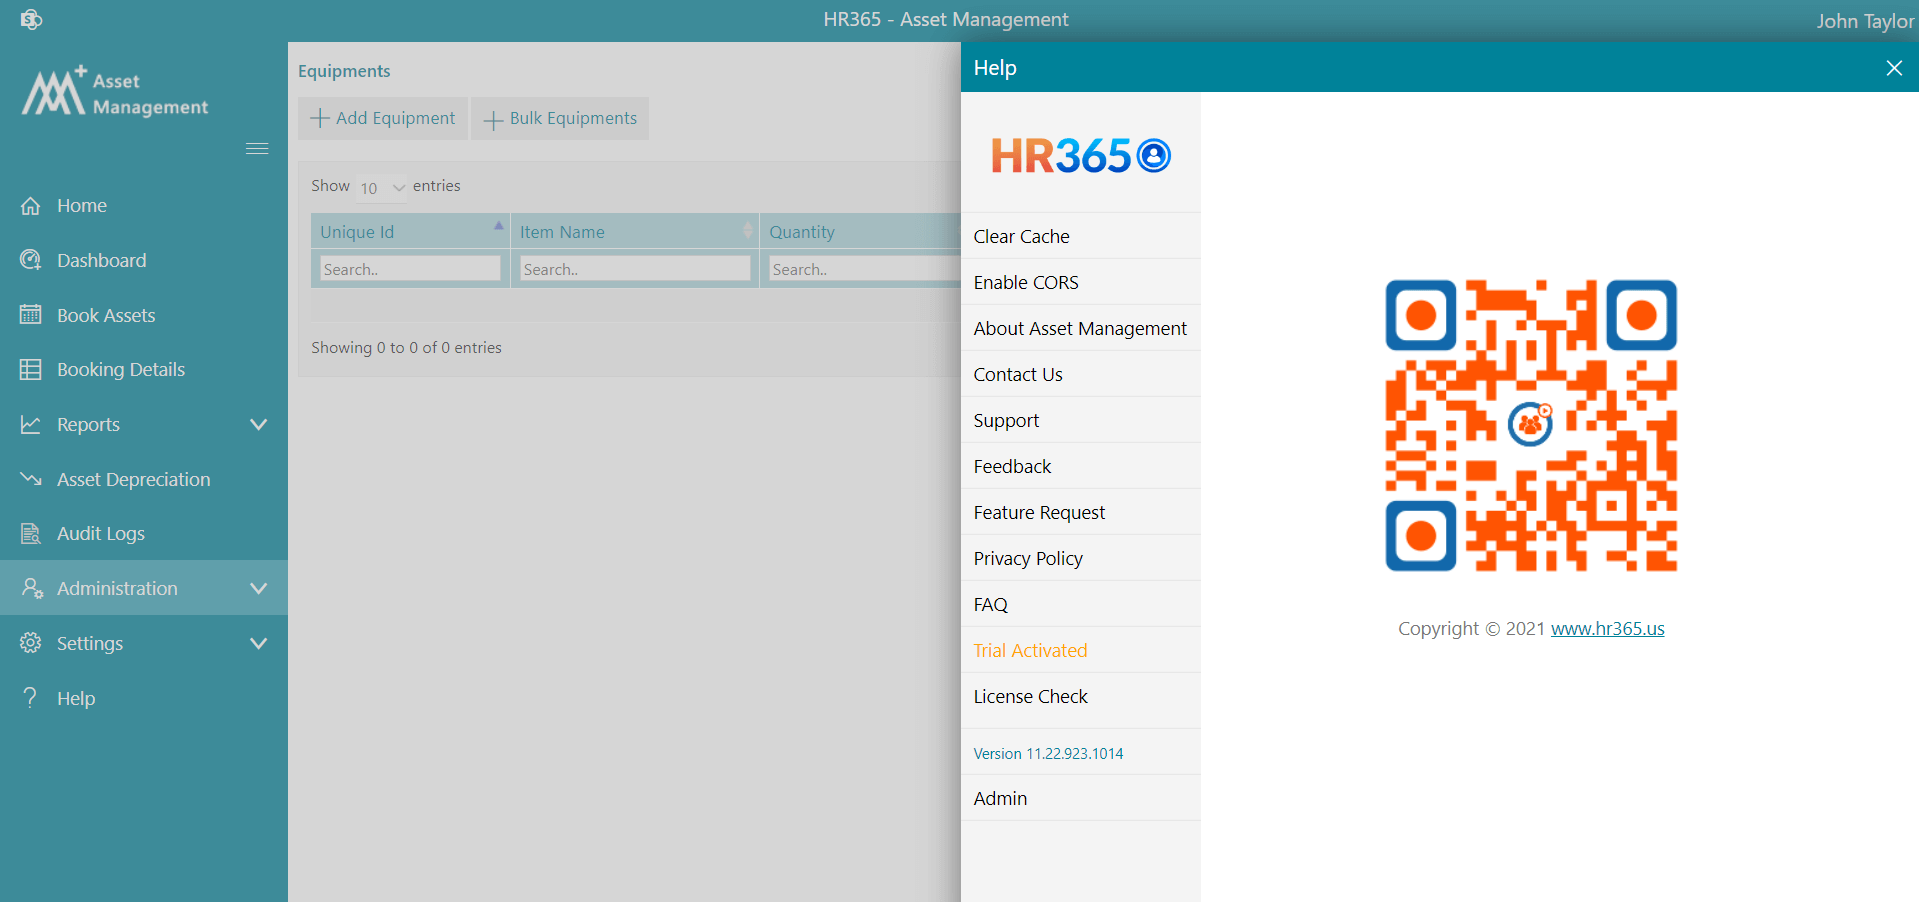 HR365 - Asset Management
John Taylor
Asset
Management
Home
Dashboard
Book Assets
Booking Details
Reports
Asset Depreciation
Audit Logs
Administration
Settings
Help
Equipments
Add Equipment
Bulk Equipments
Show 10 entries
Unique Id
Item Name
Quantity
Search..
Search..
Search..
Showing 0 to 0 of 0 entries
Help
HR365
Clear Cache
Enable CORS
About Asset Management
Contact Us
Support
Feedback
Feature Request
Privacy Policy
FAQ
Trial Activated
License Check
Version 11.22.923.1014
Admin
Copyright © 2021 www.hr365.us